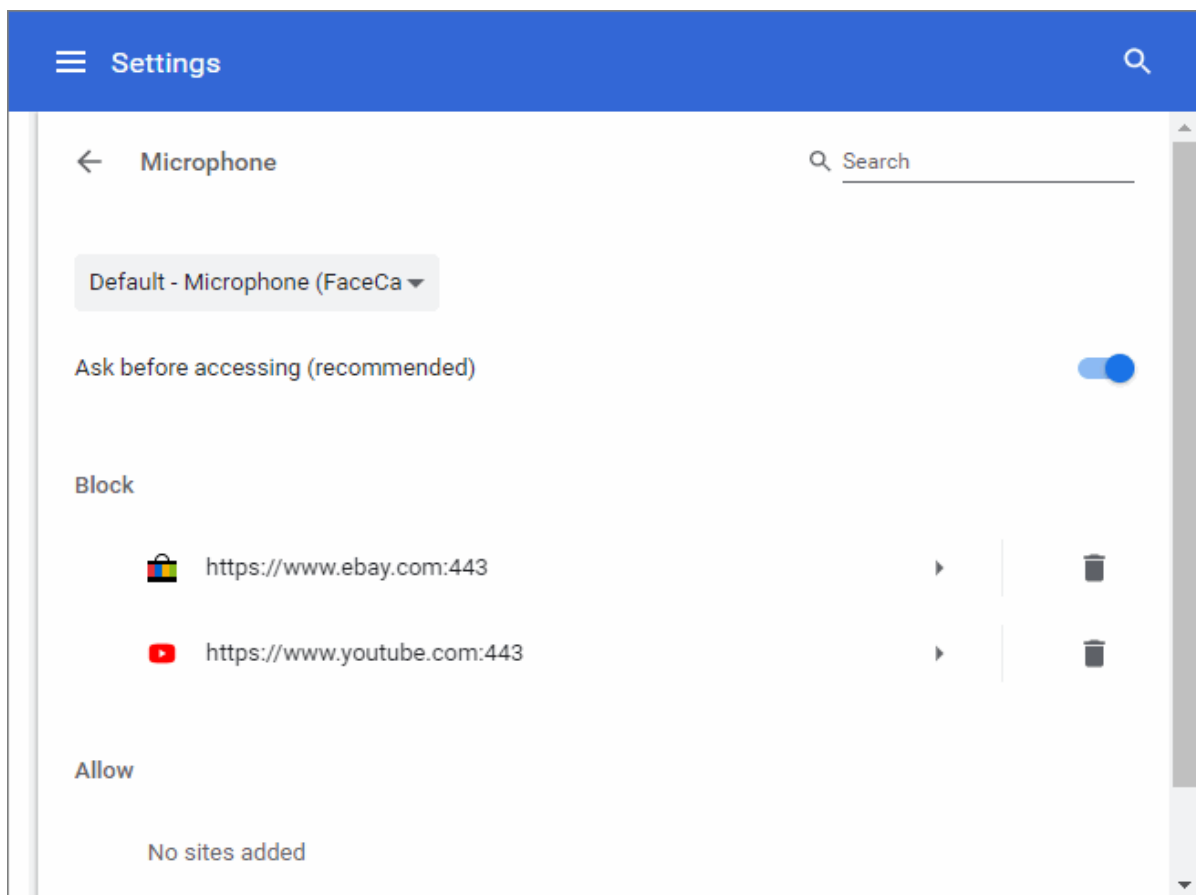 Settings
Microphone
Search
Default - Microphone (FaceCa
Ask before accessing (recommended)
Block
https://www.ebay.com:443
https://www.youtube.com:443
Allow
No sites added